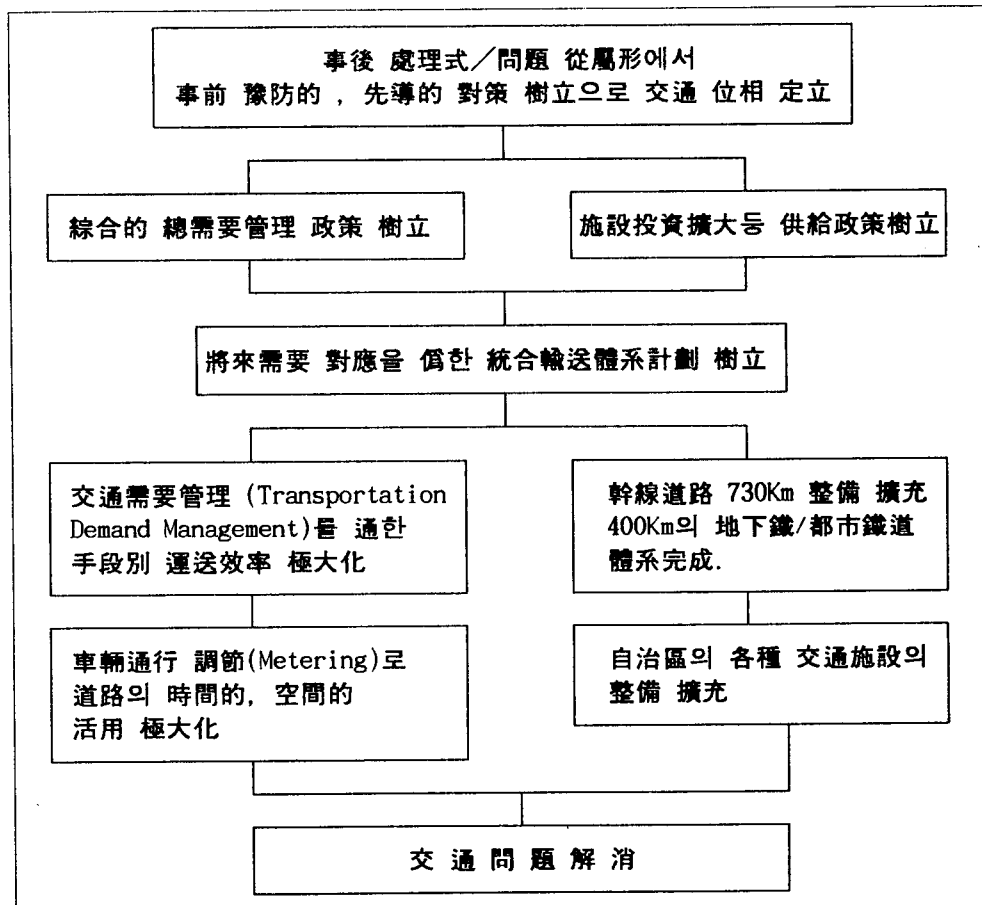 事後 處理式／問題 從屬形에서
事前 豫防的 , 先導的 對策 樹立으로 交通 位相 定立
綜合的 總需要管理 政策 樹立
施設投資擴大등 供給政策樹立
將來需要 對應을 僞한 統合輸送體系計劃 樹立
交通需要管理 (Transportation
Demand Management)를 通한
手段別 運送效率 極大化
幹線道路 730Km 整備 擴充
400Km의 地下鐵/都市鐵道
體系完成.
車輛通行 調節(Metering)로
道路의 時間的, 空間的
活用 極大化
自治區의 各種 交通施設의
整備 擴充
交 通 問 題 解 消